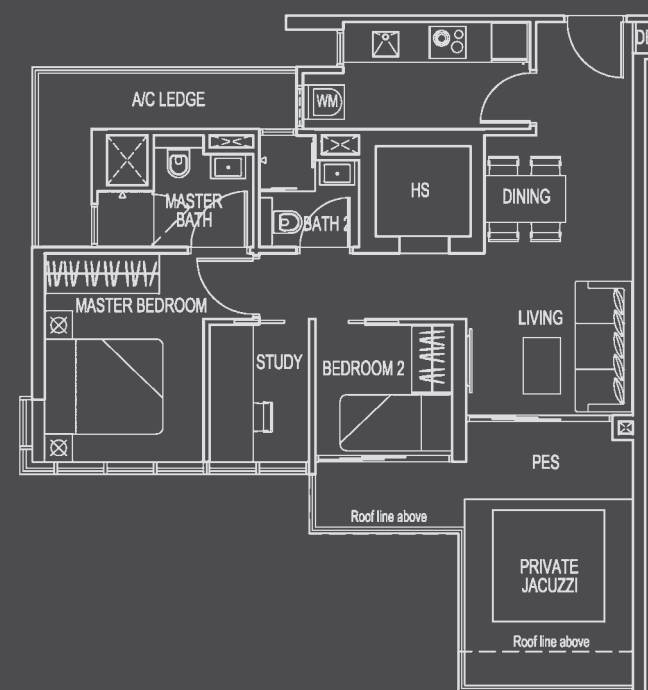 DE
A/C LEDGE
WM
MASTER
BATH
BATH 2
HS
DINING
MASTER BEDROOM
LIVING
STUDY
BEDROOM 2
PES
Roof line above
PRIVATE
JACUZZI
Roof line above